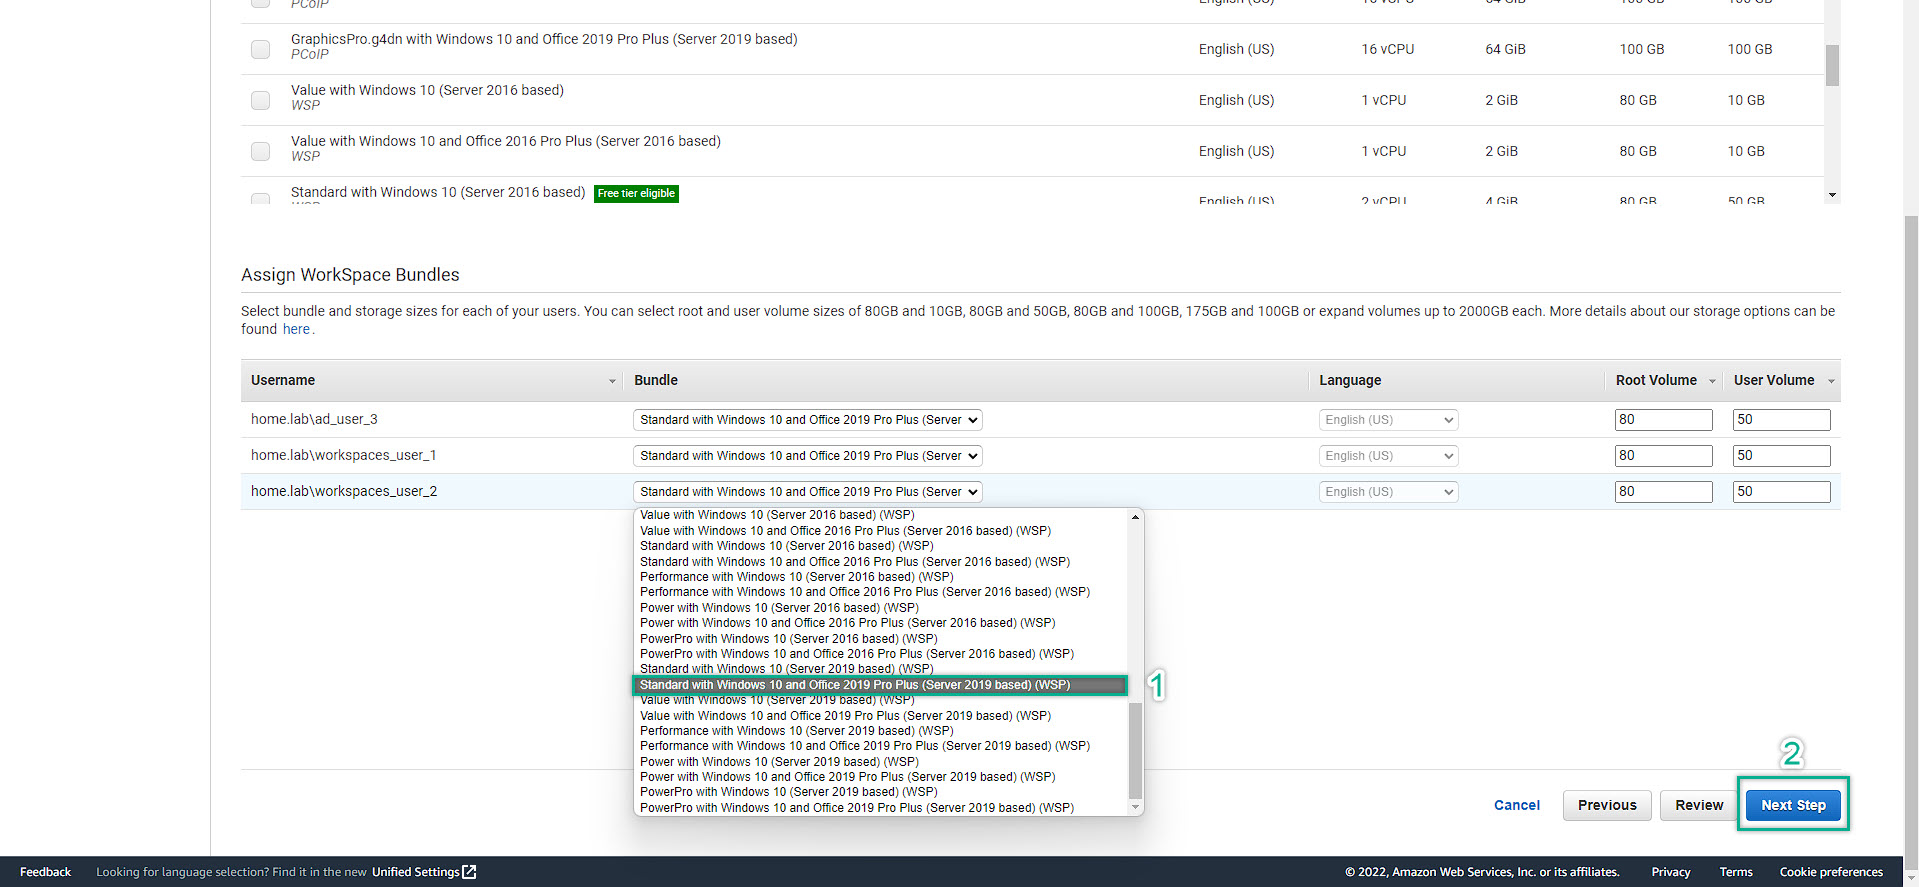 PCoIP English (US) 16 vCPU 64 GiB 100 GB 100 GB
GraphicsPro.g4dn with Windows 10 and Office 2019 Pro Plus (Server 2019 based)
PCoIP
English (US) 16 vCPU 64 GiB 100 GB 100 GB
Value with Windows 10 (Server 2016 based)
WSP
English (US) 1 vCPU 2 GiB 80 GB 10 GB
Value with Windows 10 and Office 2016 Pro Plus (Server 2016 based)
WSP
English (US) 1 vCPU 2 GiB 80 GB 10 GB
Standard with Windows 10 (Server 2016 based) Free tier eligible
WSP
English (US) 2 vCPU 4 GiB 80 GB 50 GB
Assign WorkSpace Bundles
Select bundle and storage sizes for each of your users. You can select root and user volume sizes of 80GB and 10GB, 80GB and 50GB, 80GB and 100GB, 175GB and 100GB or expand volumes up to 2000GB each. More details about our storage options can be
found here.
Username Bundle Language Root Volume User Volume
home.lab\ad_user_3 Standard with Windows 10 and Office 2019 Pro Plus (Server English (US) 80 50
home.lab\workspaces_user_1 Standard with Windows 10 and Office 2019 Pro Plus (Server English (US) 80 50
home.lab\workspaces_user_2 Standard with Windows 10 and Office 2019 Pro Plus (Server English (US) 80 50
Value with Windows 10 (Server 2016 based) (WSP)
Value with Windows 10 and Office 2016 Pro Plus (Server 2016 based) (WSP)
Standard with Windows 10 (Server 2016 based) (WSP)
Standard with Windows 10 and Office 2016 Pro Plus (Server 2016 based) (WSP)
Performance with Windows 10 (Server 2016 based) (WSP)
Performance with Windows 10 and Office 2016 Pro Plus (Server 2016 based) (WSP)
Power with Windows 10 (Server 2016 based) (WSP)
Power with Windows 10 and Office 2016 Pro Plus (Server 2016 based) (WSP)
PowerPro with Windows 10 (Server 2016 based) (WSP)
PowerPro with Windows 10 and Office 2016 Pro Plus (Server 2016 based) (WSP)
Standard with Windows 10 (Server 2019 based) (WSP)
Standard with Windows 10 and Office 2019 Pro Plus (Server 2019 based) (WSP) 1
Value with Windows 10 (Server 2019 based) (WSP)
Value with Windows 10 and Office 2019 Pro Plus (Server 2019 based) (WSP)
Performance with Windows 10 (Server 2019 based) (WSP)
Performance with Windows 10 and Office 2019 Pro Plus (Server 2019 based) (WSP)
Power with Windows 10 (Server 2019 based) (WSP)
Power with Windows 10 and Office 2019 Pro Plus (Server 2019 based) (WSP)
PowerPro with Windows 10 (Server 2019 based) (WSP)
PowerPro with Windows 10 and Office 2019 Pro Plus (Server 2019 based) (WSP)
2
Cancel Previous Review Next Step
Feedback Looking for language selection? Find it in the new Unified Settings © 2022, Amazon Web Services, Inc. or its affiliates. Privacy Terms Cookie preferences